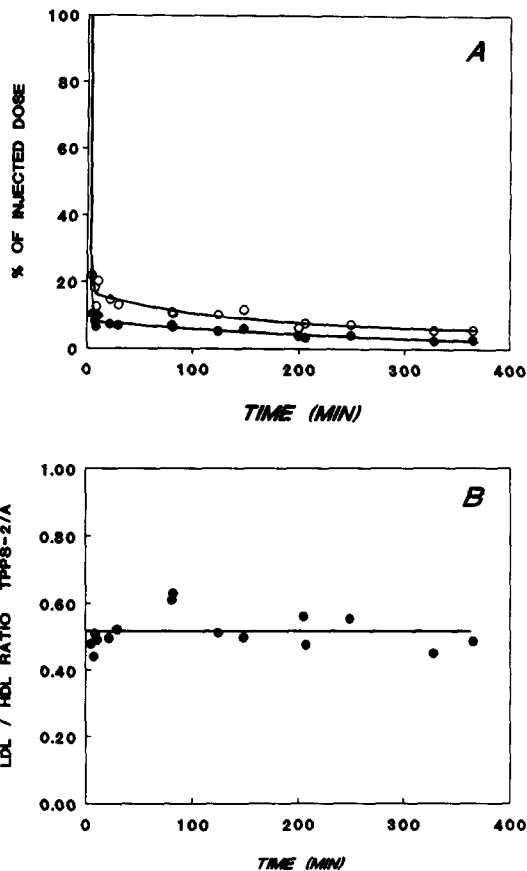 A
% OF INJECTED DOSE
100
80
60
40
20
0
0 100 200 300 400
TIME (MIN)
B
LDL / HDL RATIO TPPS-2/A
1.00
0.80
0.60
0.40
0.20
0.00
0 100 200 300 400
TIME (MIN)